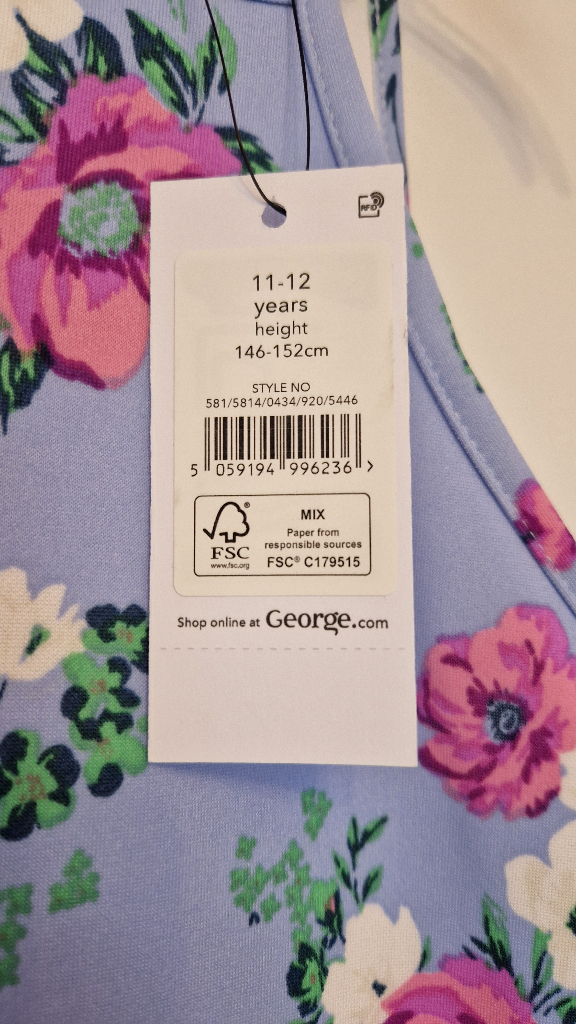 RFID
11-12
years
height
146-152cm
STYLE NO
581/5814/0434/920/5446
5 059194 996236 >
FSC®
www.fsc.org
MIX
Paper from
responsible sources
FSC® C179515
Shop online at George.com